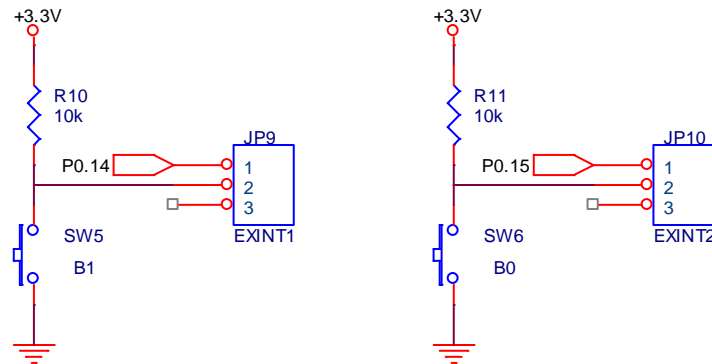 +3.3V
R10
10k
JP9
P0.14
1
2
3
EXINT1
SW5
B1
+3.3V
R11
10k
JP10
P0.15
1
2
3
EXINT2
SW6
B0